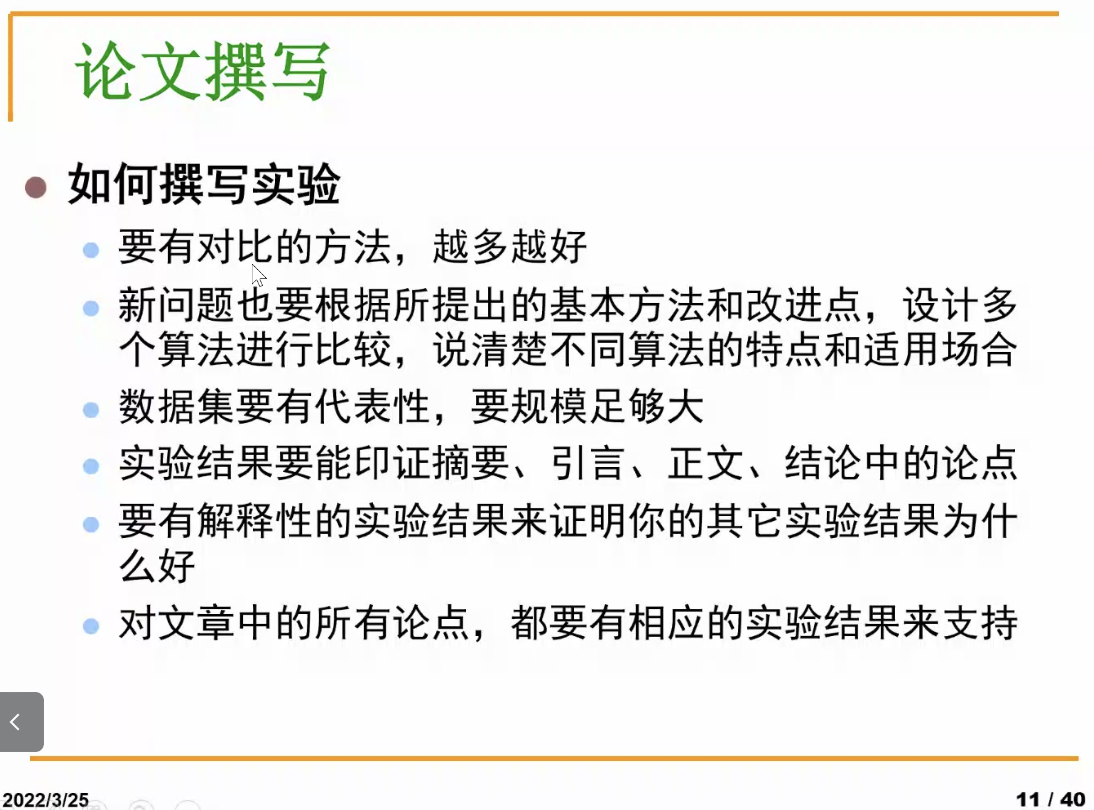 论文撰写
如何撰写实验
要有对比的方法，越多越好
新问题也要根据所提出的基本方法和改进点，设计多
个算法进行比较，说清楚不同算法的特点和适用场合
数据集要有代表性，要规模足够大
实验结果要能印证摘要、引言、正文、结论中的论点
要有解释性的实验结果来证明你的其它实验结果为什
么好
对文章中的所有论点，都要有相应的实验结果来支持
2022/3/25
11 / 40